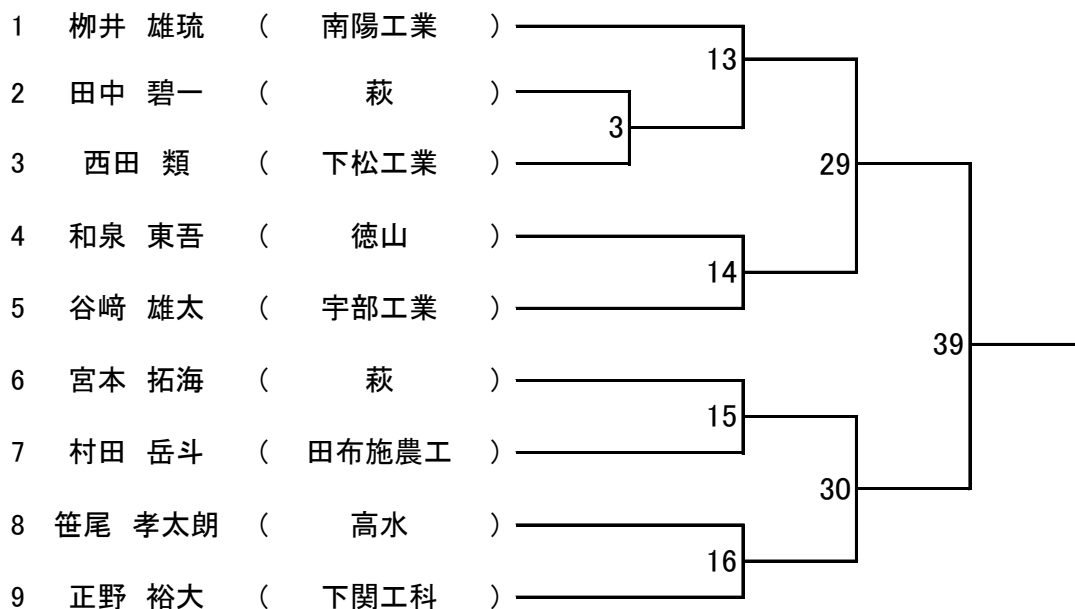 1 栁井 雄琉 ( 南陽工業 )
13
2 田中 碧一 ( 萩 )
3
3 西田 類 ( 下松工業 )
29
4 和泉 東吾 ( 徳山 )
14
5 谷﨑 雄太 ( 宇部工業 )
39
6 宮本 拓海 ( 萩 )
15
7 村田 岳斗 ( 田布施農工 )
30
8 笹尾 孝太朗 ( 高水 )
16
9 正野 裕大 ( 下関工科 )